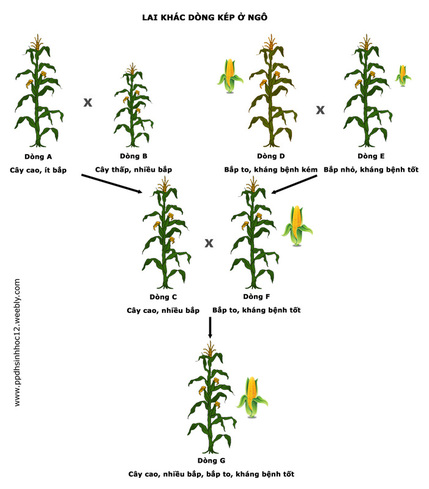 LAI KHÁC DÒNG KÉP Ở NGÔ
x
x
Dòng A
Dòng B
Dòng D
Dòng E
Cây cao, ít bắp
Cây thấp, nhiều bắp
Bắp to, kháng bệnh kém
Bắp nhỏ, kháng bệnh tốt
x
Dòng C
Dòng F
Cây cao, nhiều bắp
Bắp to, kháng bệnh tốt
Dòng G
Cây cao, nhiều bắp, bắp to, kháng bệnh tốt
www.ppdhsinhhoc12.weebly.com